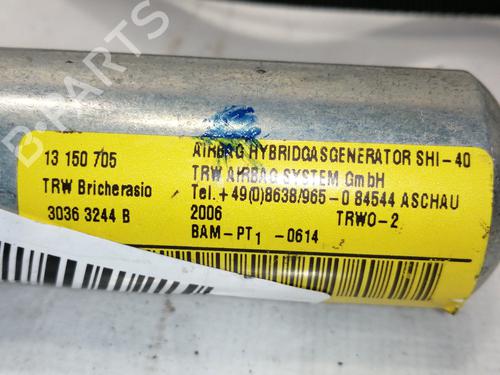 13 150 705
TRW Bricherasio
3036 3244 B
AIRBAG HYBRIDGASGENERATOR SHI-40
TRW AIRBAG SYSTEM GmbH
Tel. +49(0)8638/965-0 84544 ASCHAU
2006 TRWO-2
BAM-PT1 -0614
B-PARTS